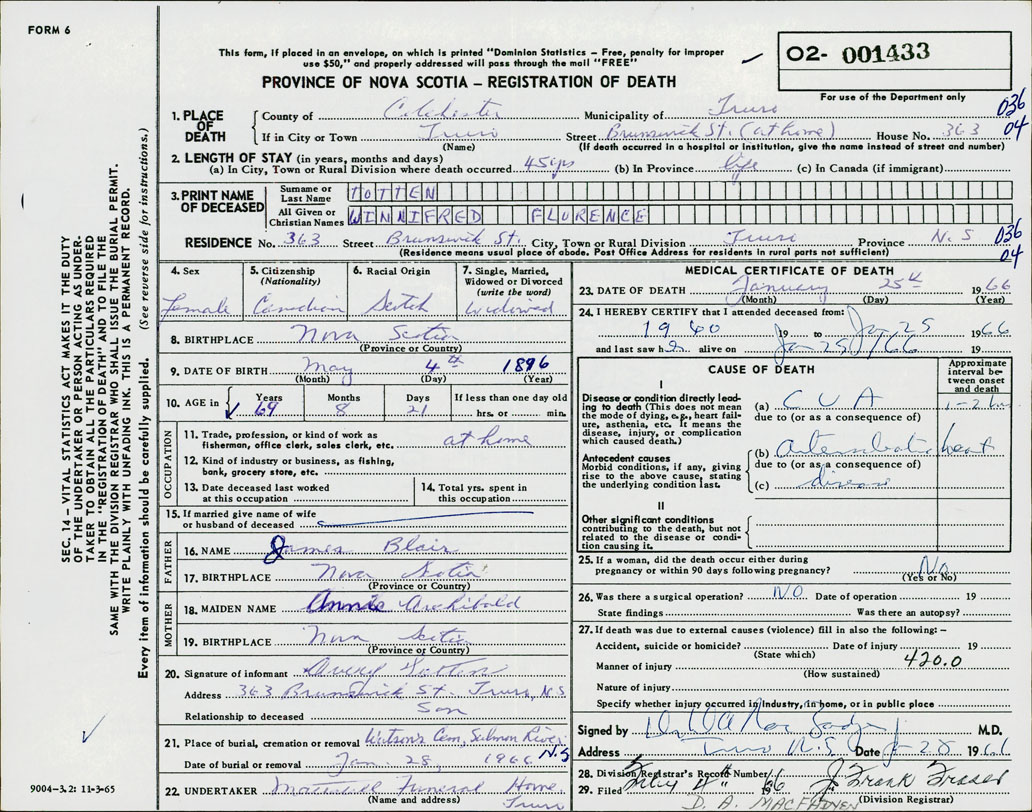 FORM 6
This form, if placed in an envelope, on which is printed "Dominion Statistics – Free, penalty for improper
use $50," and properly addressed will pass through the mail "FREE"
PROVINCE OF NOVA SCOTIA – REGISTRATION OF DEATH
O2- 001433
For use of the Department only
SEC. 14 – VITAL STATISTICS ACT MAKES IT THE DUTY
OF THE UNDERTAKER OR PERSON ACTING AS UNDER-
TAKER TO OBTAIN ALL THE PARTICULARS REQUIRED
IN THE "REGISTRATION OF DEATH" AND TO FILE THE
SAME WITH THE DIVISION REGISTRAR WHO SHALL ISSUE THE BURIAL PERMIT.
WRITE PLAINLY WITH UNFADING INK. THIS IS A PERMANENT RECORD.
Every item of information should be carefully supplied. (See reverse side for instructions.)
1. PLACE OF DEATH County of Colchester Municipality of Truro 036
If in City or Town Truro Street Brunswick St. (at home) House No. 363 04
(Name) (If death occurred in a hospital or institution, give the name instead of street and number)
2. LENGTH OF STAY (in years, months and days)
(a) In City, Town or Rural Division where death occurred 45 yrs (b) In Province life (c) In Canada (if immigrant)
3. PRINT NAME OF DECEASED Surname or Last Name TOTTEN
All Given or Christian Names WINNIFRED FLORENCE
RESIDENCE No. 363 Street Brunswick St. City, Town or Rural Division Truro Province N.S 036
(Residence means usual place of abode. Post Office Address for residents in rural parts not sufficient) 04
4. Sex Female
5. Citizenship (Nationality) Canadian
6. Racial Origin Scotch
7. Single, Married, Widowed or Divorced (write the word) Widowed
8. BIRTHPLACE Nova Scotia
(Province or Country)
9. DATE OF BIRTH May 4th 1896
(Month) (Day) (Year)
10. AGE in Years 69 Months 8 Days 21 If less than one day old hrs. or min.
OCCUPATION
11. Trade, profession, or kind of work as fisherman, office clerk, sales clerk, etc. at home
12. Kind of industry or business, as fishing, bank, grocery store, etc.
13. Date deceased last worked at this occupation
14. Total yrs. spent in this occupation
15. If married give name of wife or husband of deceased
FATHER
16. NAME James Blair
17. BIRTHPLACE Nova Scotia
(Province or Country)
MOTHER
18. MAIDEN NAME Annie Archibald
19. BIRTHPLACE Nova Scotia
(Province or Country)
20. Signature of informant Totten
Address 363 Brunswick St. Truro, N.S
Relationship to deceased Son
21. Place of burial, cremation or removal Watson's Cem, Salmon River N.S
Date of burial or removal Jan. 28, 1966
22. UNDERTAKER Funeral Home
(Name and address) Truro
9004–3.2: 11-3-65
MEDICAL CERTIFICATE OF DEATH
23. DATE OF DEATH January 25th 1966
(Month) (Day) (Year)
24. I HEREBY CERTIFY that I attended deceased from:
1940 19 to Jan 25 1966
and last saw her alive on Jan 25/66 19
CAUSE OF DEATH
Approximate interval between onset and death
I
Disease or condition directly leading to death (This does not mean the mode of dying, e.g., heart failure, asthenia, etc. It means the disease, injury, or complication which caused death.)
(a) CVA 1-2 hrs
due to (or as a consequence of)
Antecedent causes
Morbid conditions, if any, giving rise to the above cause, stating the underlying condition last.
(b) heart
due to (or as a consequence of)
(c) disease
II
Other significant conditions
contributing to the death, but not related to the disease or condition causing it.
25. If a woman, did the death occur either during pregnancy or within 90 days following pregnancy? No
(Yes or No)
26. Was there a surgical operation? NO Date of operation 19
State findings Was there an autopsy?
27. If death was due to external causes (violence) fill in also the following: –
Accident, suicide or homicide? Date of injury 19
(State which)
Manner of injury 420.0
(How sustained)
Nature of injury
Specify whether injury occurred in industry, in home, or in public place
Signed by M.D.
Address Truro N.S Date 1966
28. Division Registrar's Record Number
29. Filed 66 J Frank Fraser
D. A. MACFADYEN (Division Registrar)